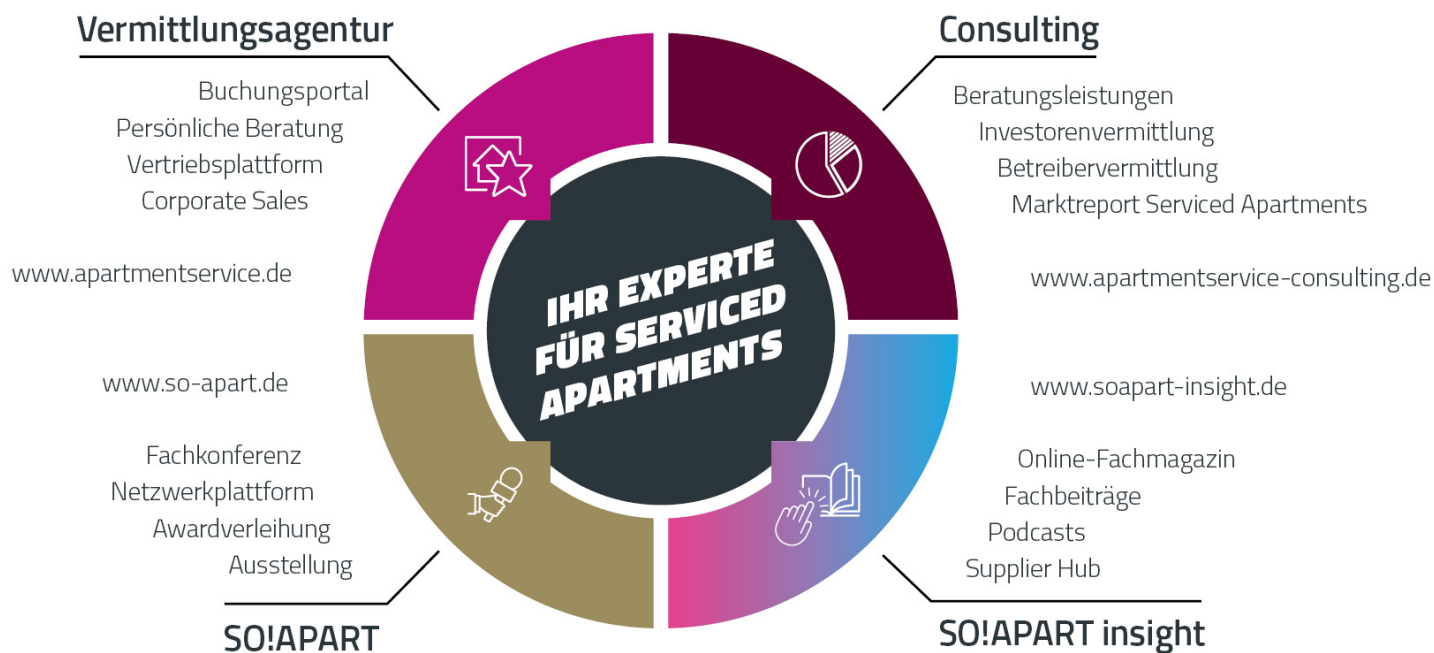 Vermittlungsagentur
Buchungsportal
Persönliche Beratung
Vertriebsplattform
Corporate Sales
www.apartmentservice.de
Consulting
Beratungsleistungen
Investorenvermittlung
Betreibervermittlung
Marktreport Serviced Apartments
www.apartmentservice-consulting.de
IHR EXPERTE
FÜR SERVICED
APARTMENTS
www.so-apart.de
Fachkonferenz
Netzwerkplattform
Awardverleihung
Ausstellung
SO!APART
www.soapart-insight.de
Online-Fachmagazin
Fachbeiträge
Podcasts
Supplier Hub
SO!APART insight